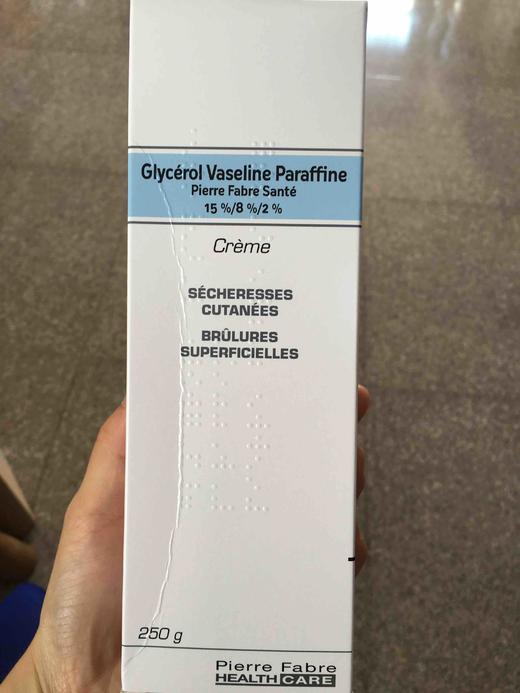 Glycérol Vaseline Paraffine
Pierre Fabre Santé
15 %/8 %/2 %
Crème
SÉCHERESSES
CUTANÉES
BRÛLURES
SUPERFICIELLES
250 g
Pierre Fabre
HEALTH CARE